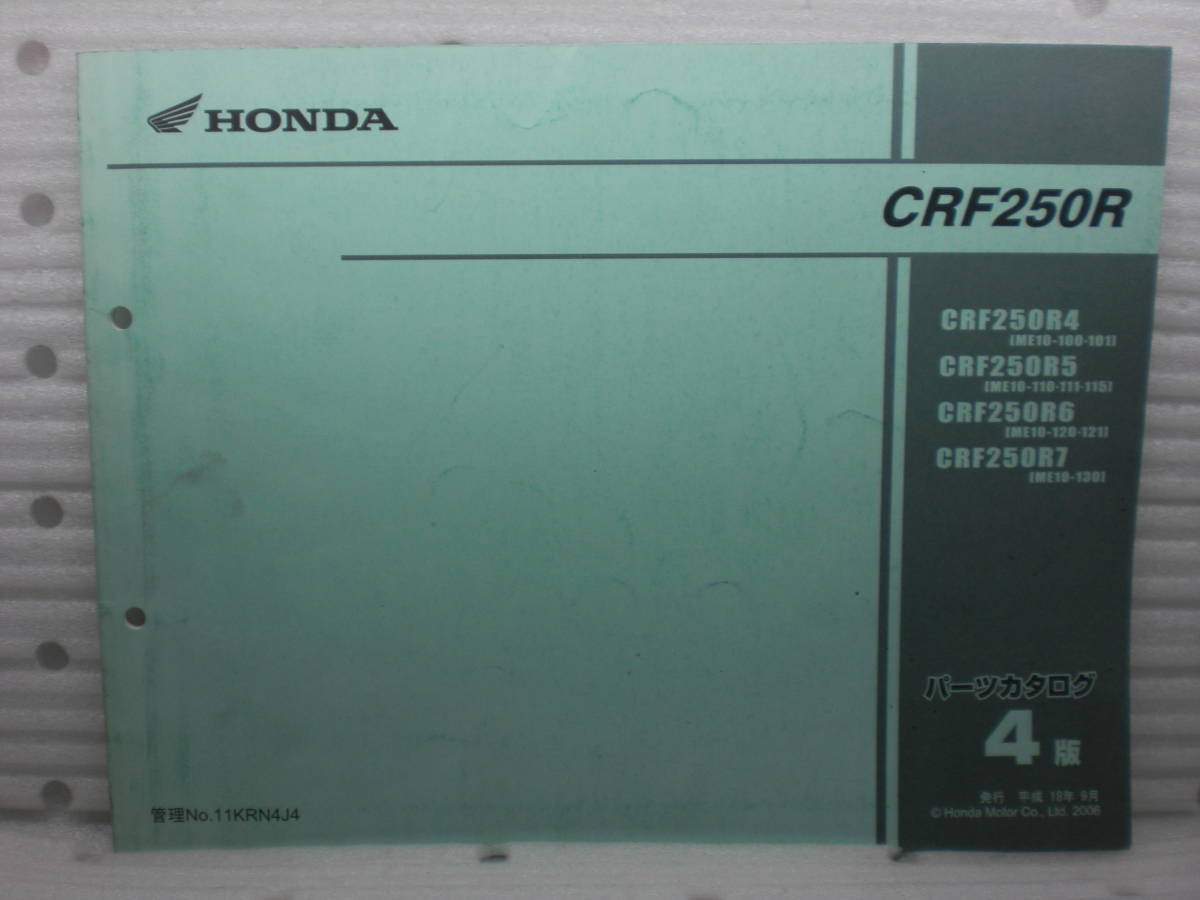 HONDA
CRF250R
CRF250R4
[ME10-100·101]
CRF250R5
[ME10-110·111·115]
CRF250R6
[ME10-120·121]
CRF250R7
[ME10-130]
パーツカタログ
4版
発行 平成 18年 9月
© Honda Motor Co., Ltd. 2006
管理No.11KRN4J4